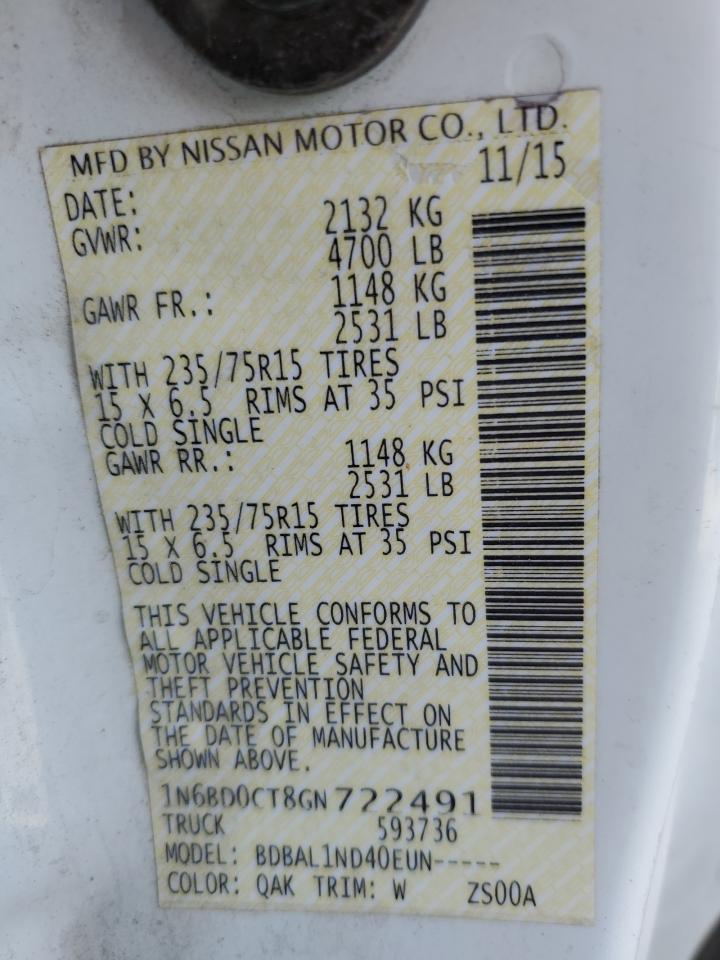 MFD BY NISSAN MOTOR CO., LTD.
DATE: 11/15
GVWR: 2132 KG
4700 LB
GAWR FR.: 1148 KG
2531 LB
WITH 235/75R15 TIRES
15 X 6.5 RIMS AT 35 PSI
COLD SINGLE
GAWR RR.: 1148 KG
2531 LB
WITH 235/75R15 TIRES
15 X 6.5 RIMS AT 35 PSI
COLD SINGLE
THIS VEHICLE CONFORMS TO
ALL APPLICABLE FEDERAL
MOTOR VEHICLE SAFETY AND
THEFT PREVENTION
STANDARDS IN EFFECT ON
THE DATE OF MANUFACTURE
SHOWN ABOVE.
1N6BD0CT8GN722491
TRUCK 593736
MODEL: BDBAL1ND40EUN-----
COLOR: QAK TRIM: W ZS00A